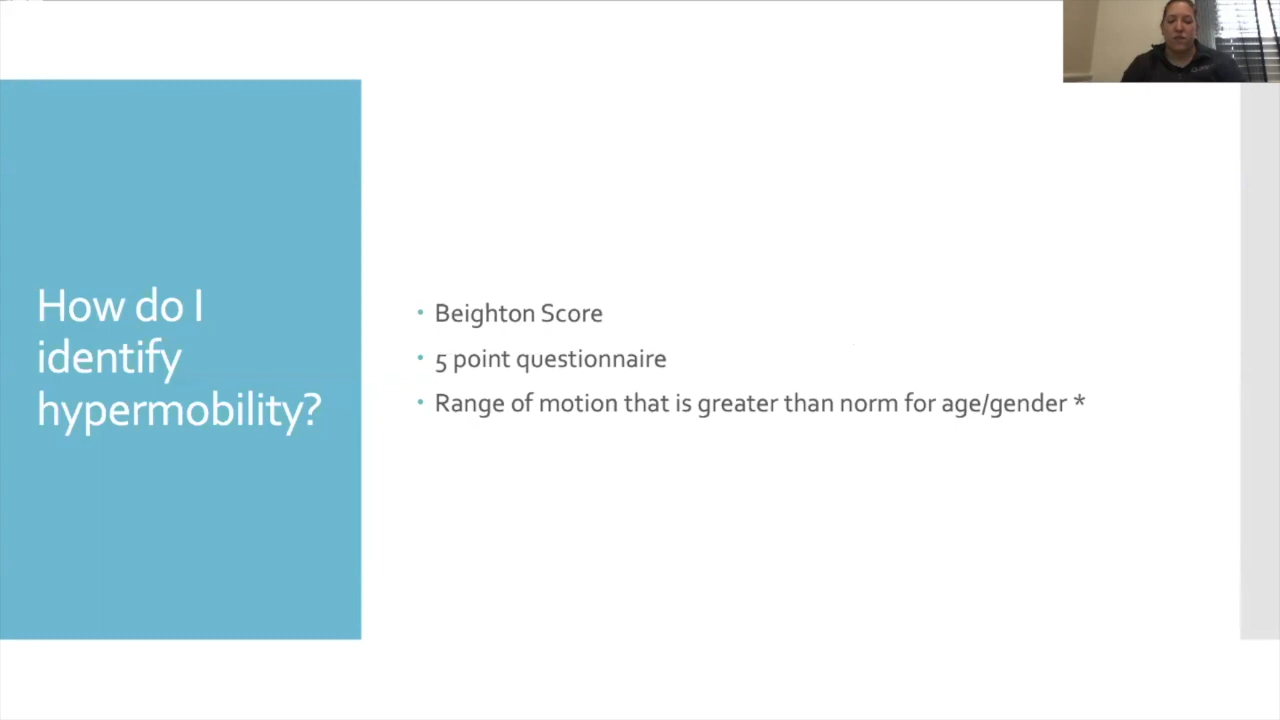 How do I
identify
hypermobility?
• Beighton Score
• 5 point questionnaire
• Range of motion that is greater than norm for age/gender *